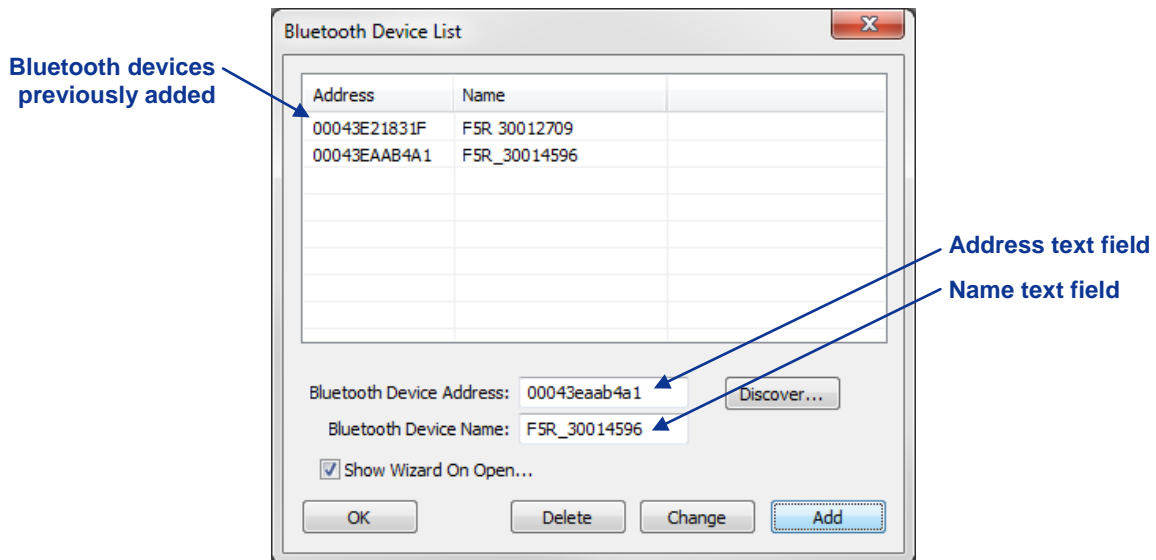 Bluetooth Device List
Bluetooth devices
previously added
Address Name
00043E21831F F5R 30012709
00043EAAB4A1 F5R_30014596
Address text field
Name text field
Bluetooth Device Address: 00043eaab4a1 Discover...
Bluetooth Device Name: F5R_30014596
Show Wizard On Open...
OK Delete Change Add